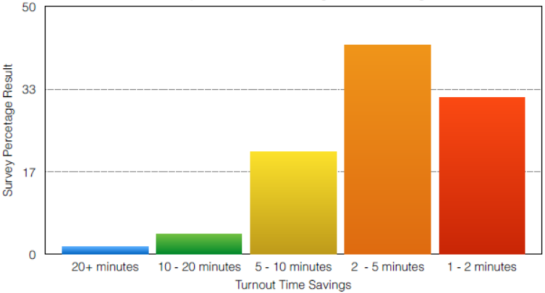 50
33
17
0
Survey Percetage Result
20+ minutes
10 - 20 minutes
5 - 10 minutes
2 - 5 minutes
1 - 2 minutes
Turnout Time Savings